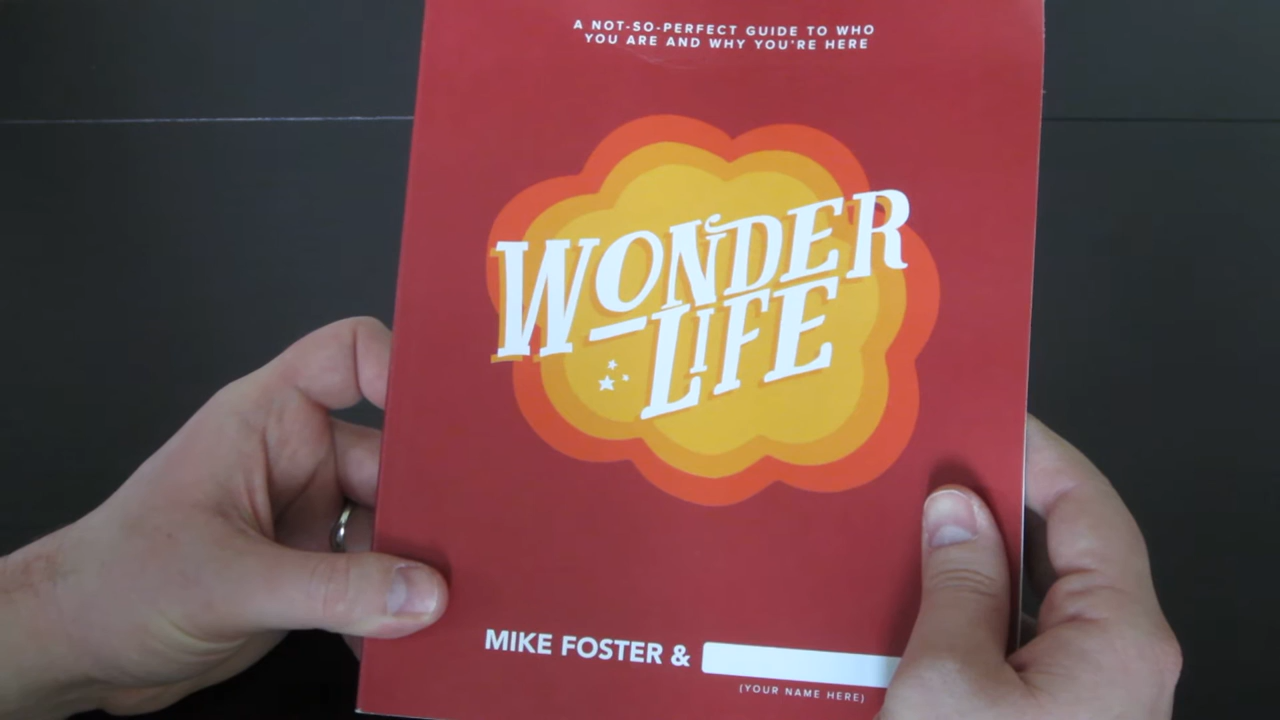 A NOT-SO-PERFECT GUIDE TO WHO
YOU ARE AND WHY YOU'RE HERE
WONDER
LIFE
MIKE FOSTER &
(YOUR NAME HERE)